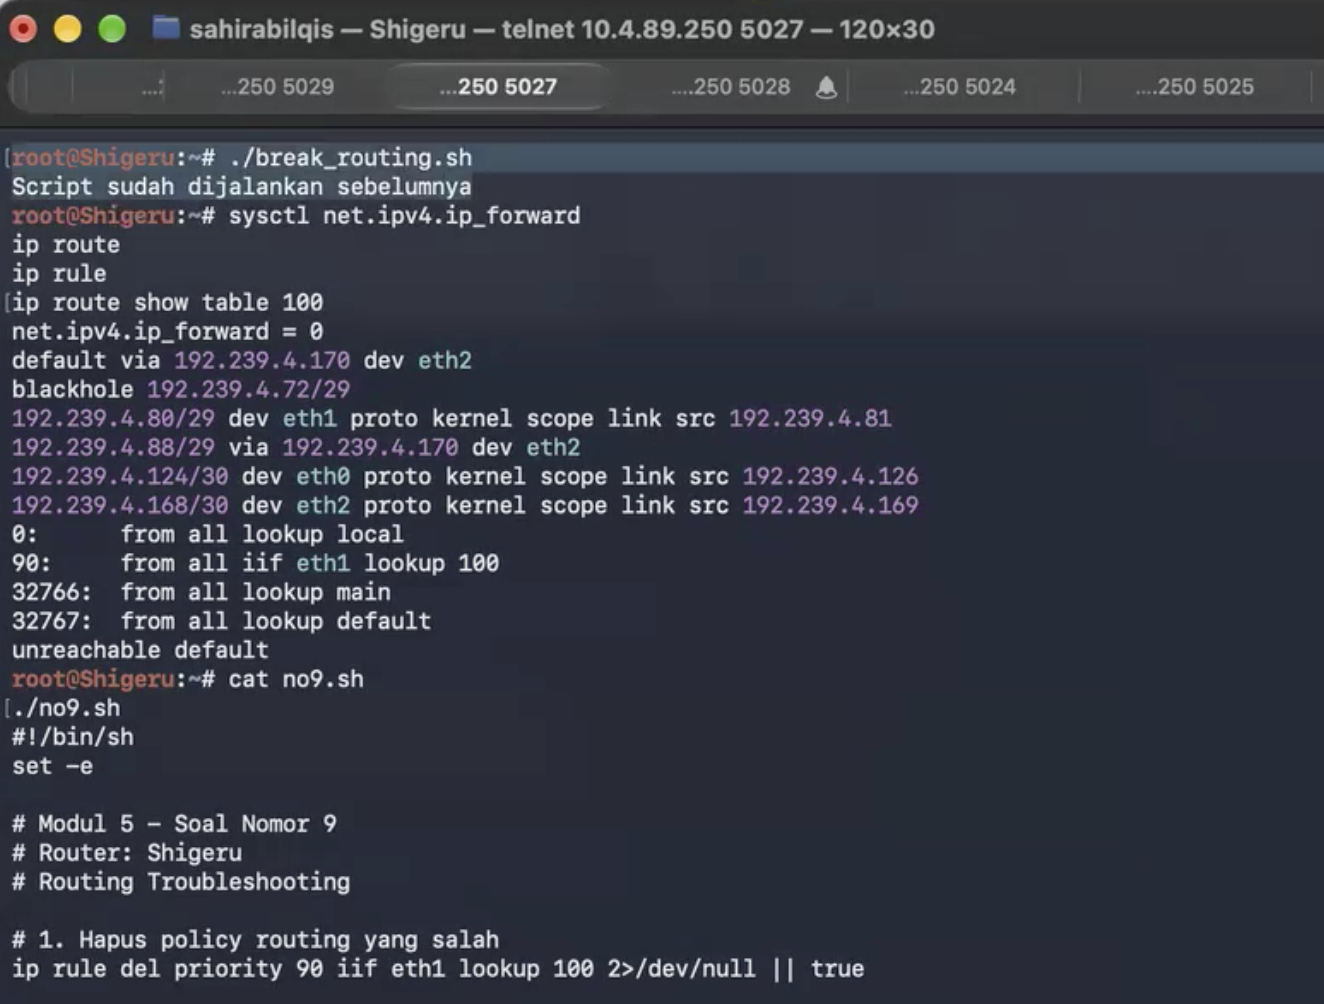 sahirabilqis — Shigeru — telnet 10.4.89.250 5027 — 120×30
...250 5029
...250 5027
....250 5028
...250 5024
....250 5025
root@Shigeru:~# ./break_routing.sh
Script sudah dijalankan sebelumnya
root@Shigeru:~# sysctl net.ipv4.ip_forward
ip route
ip rule
ip route show table 100
net.ipv4.ip_forward = 0
default via 192.239.4.170 dev eth2
blackhole 192.239.4.72/29
192.239.4.80/29 dev eth1 proto kernel scope link src 192.239.4.81
192.239.4.88/29 via 192.239.4.170 dev eth2
192.239.4.124/30 dev eth0 proto kernel scope link src 192.239.4.126
192.239.4.168/30 dev eth2 proto kernel scope link src 192.239.4.169
0:      from all lookup local
90:     from all iif eth1 lookup 100
32766:  from all lookup main
32767:  from all lookup default
unreachable default
root@Shigeru:~# cat no9.sh
./no9.sh
#!/bin/sh
set -e
# Modul 5 – Soal Nomor 9
# Router: Shigeru
# Routing Troubleshooting
# 1. Hapus policy routing yang salah
ip rule del priority 90 iif eth1 lookup 100 2>/dev/null || true